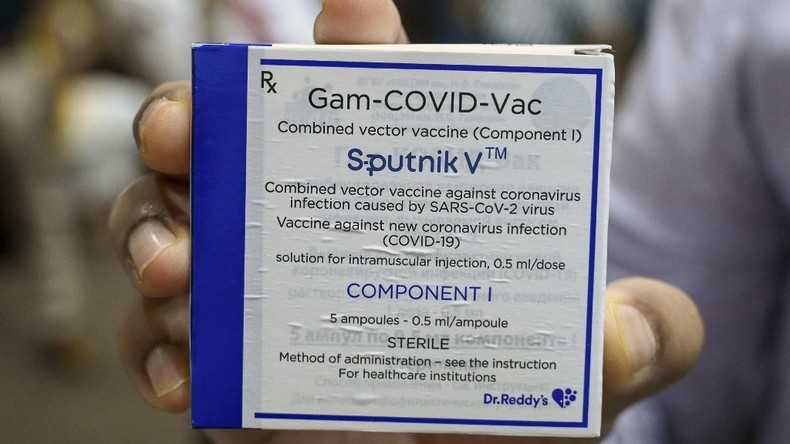 Rx
Gam-COVID-Vac
Combined vector vaccine (Component I)
Sputnik V™
Combined vector vaccine against coronavirus
infection caused by SARS-CoV-2 virus
Vaccine against new coronavirus infection
(COVID-19)
solution for intramuscular injection, 0.5 ml/dose
COMPONENT I
5 ampoules - 0.5 ml/ampoule
STERILE
Method of administration - see the instruction
For healthcare institutions
Dr.Reddy's